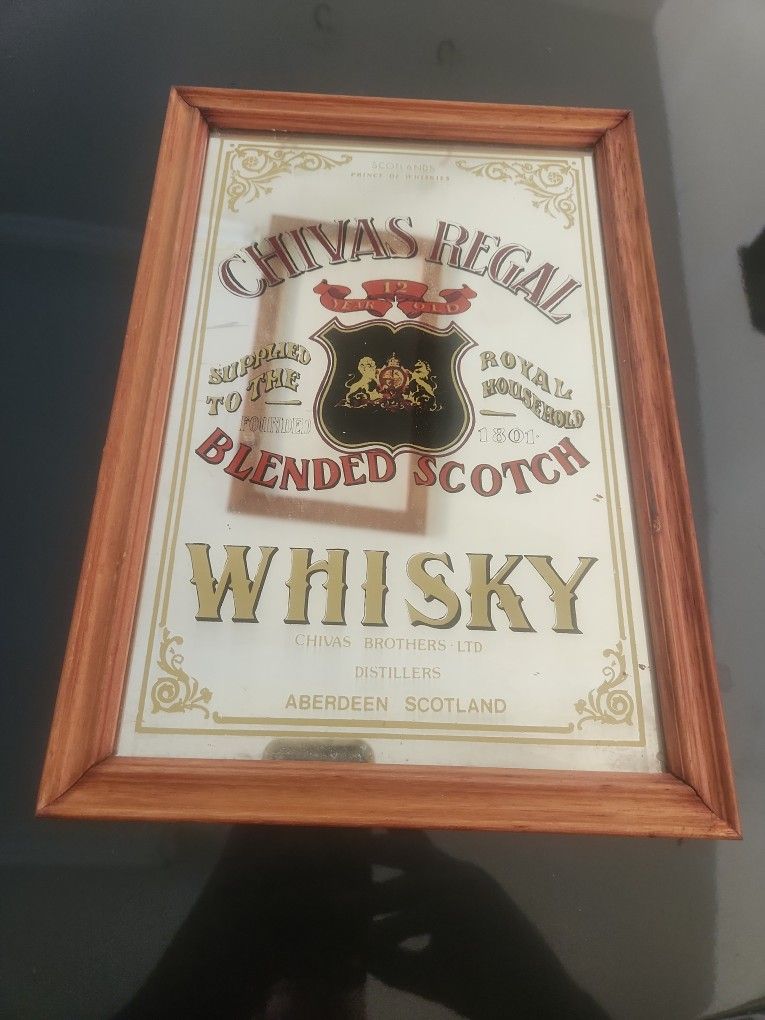 SCOTLANDS
PRINCE OF WHISKIES
CHIVAS REGAL
12
YEAR OLD
SUPPLIED
TO THE
ROYAL
HOUSEHOLD
FOUNDED 1801
BLENDED SCOTCH
WHISKY
CHIVAS BROTHERS · LTD
DISTILLERS
ABERDEEN SCOTLAND